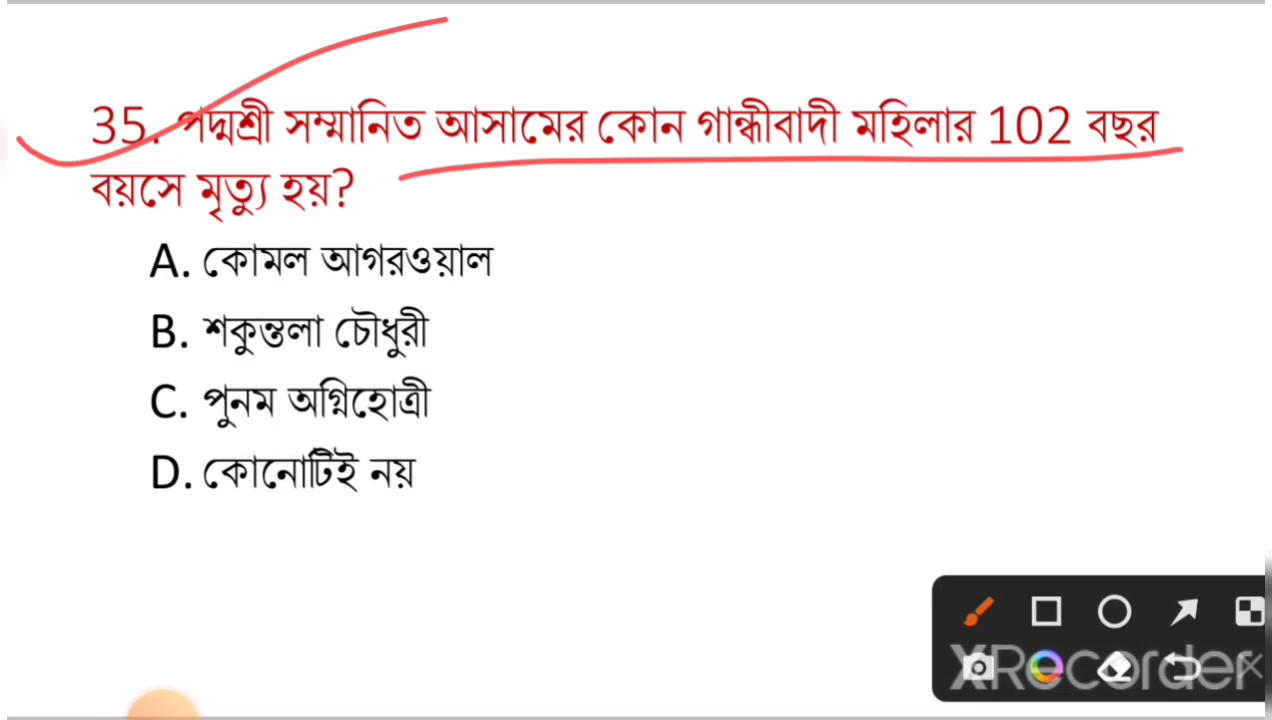 35. পদ্মশ্রী সম্মানিত আসামের কোন গান্ধীবাদী মহিলার 102 বছর
বয়সে মৃত্যু হয়?
A. কোমল আগরওয়াল
B. শকুন্তলা চৌধুরী
C. পুনম অগ্নিহোত্রী
D. কোনোটিই নয়
XRecorder